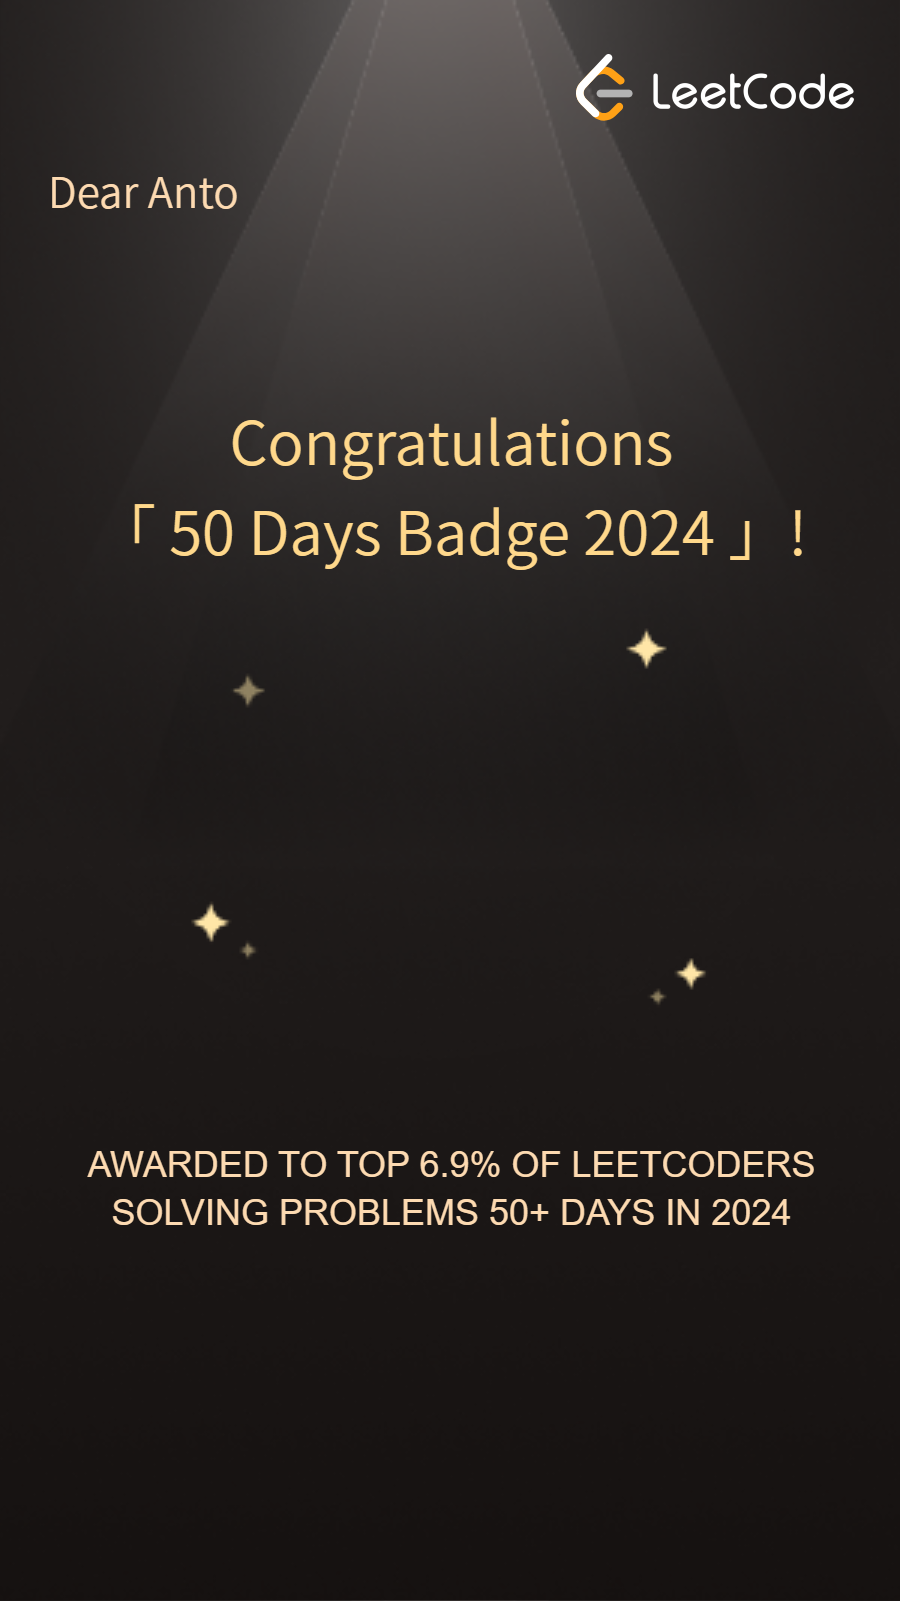 LeetCode
Dear Anto
Congratulations
「 50 Days Badge 2024 」 !
AWARDED TO TOP 6.9% OF LEETCODERS
SOLVING PROBLEMS 50+ DAYS IN 2024